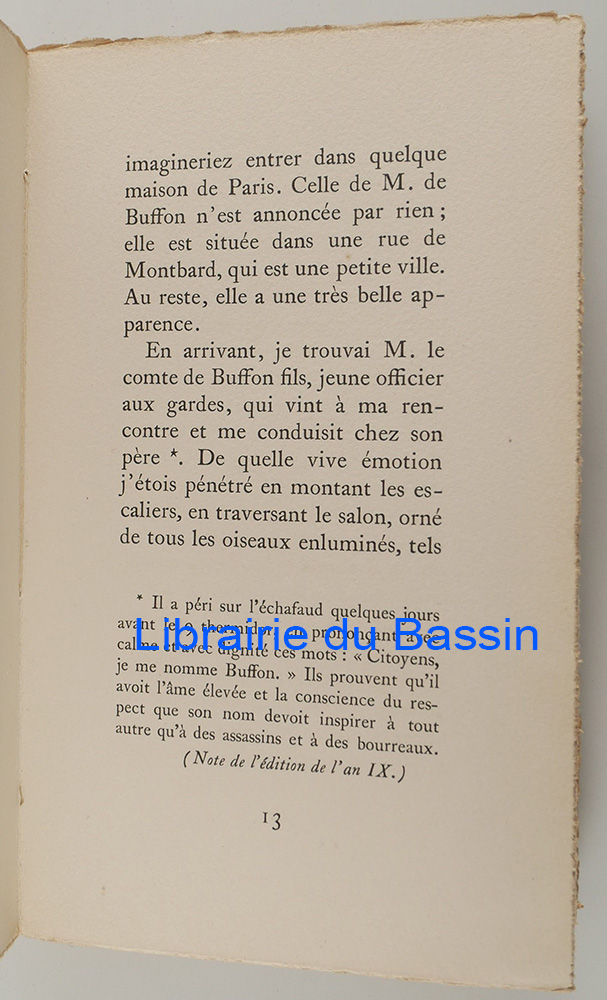 imagineriez entrer dans quelque
maison de Paris. Celle de M. de
Buffon n'est annoncée par rien ;
elle est située dans une rue de
Montbard, qui est une petite ville.
Au reste, elle a une très belle ap-
parence.
En arrivant, je trouvai M. le
comte de Buffon fils, jeune officier
aux gardes, qui vint à ma ren-
contre et me conduisit chez son
père *. De quelle vive émotion
j'étois pénétré en montant les es-
caliers, en traversant le salon, orné
de tous les oiseaux enluminés, tels
* Il a péri sur l'échafaud quelques jours
avant le 9 thermidor, en prononçant avec
calme et avec dignité ces mots : « Citoyens,
je me nomme Buffon. » Ils prouvent qu'il
avoit l'âme élevée et la conscience du res-
pect que son nom devoit inspirer à tout
autre qu'à des assassins et à des bourreaux.
(Note de l'édition de l'an IX.)
13
Librairie du Bassin